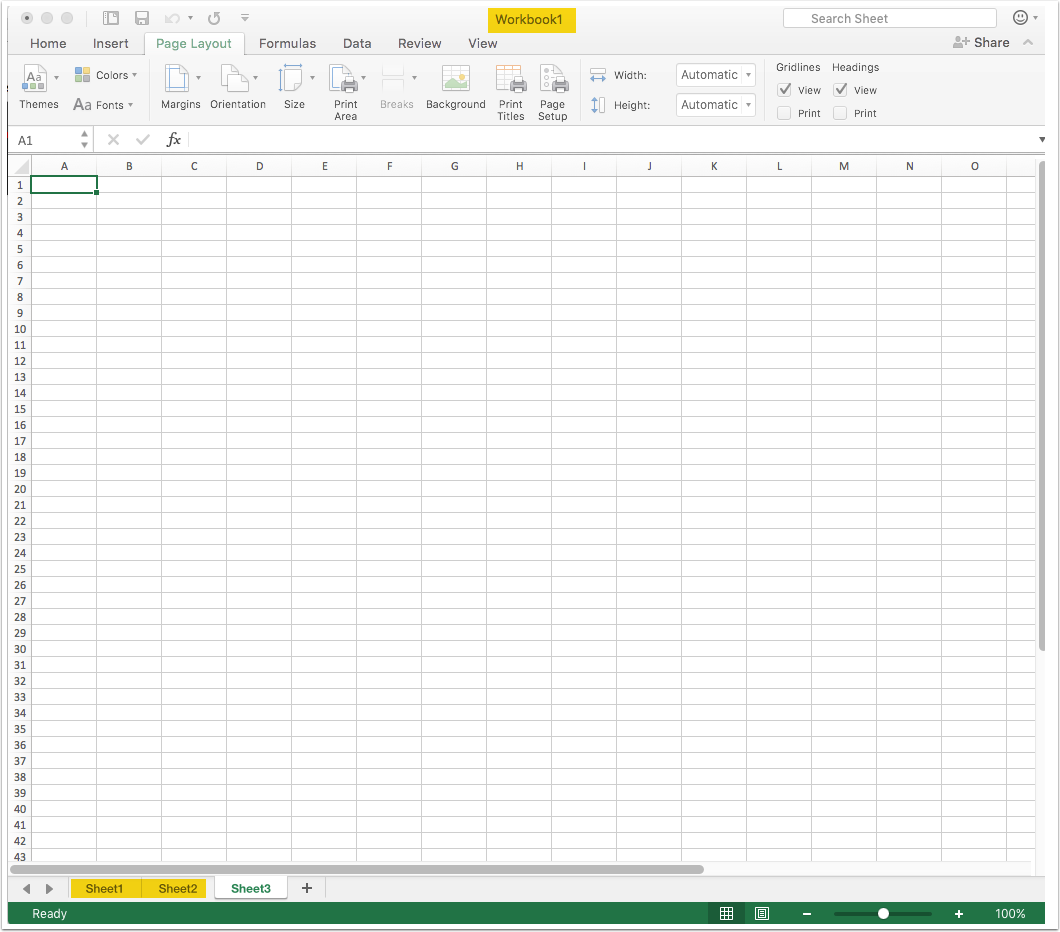 Workbook1
Search Sheet
Home Insert Page Layout Formulas Data Review View Share
Aa Themes
Colors
Aa Fonts
Margins Orientation Size Print Area Breaks Background Print Titles Page Setup
Width: Automatic
Height: Automatic
Gridlines Headings
View View
Print Print
A1 fx
A B C D E F G H I J K L M N O
1
2
3
4
5
6
7
8
9
10
11
12
13
14
15
16
17
18
19
20
21
22
23
24
25
26
27
28
29
30
31
32
33
34
35
36
37
38
39
40
41
42
43
Sheet1 Sheet2 Sheet3 +
Ready 100%